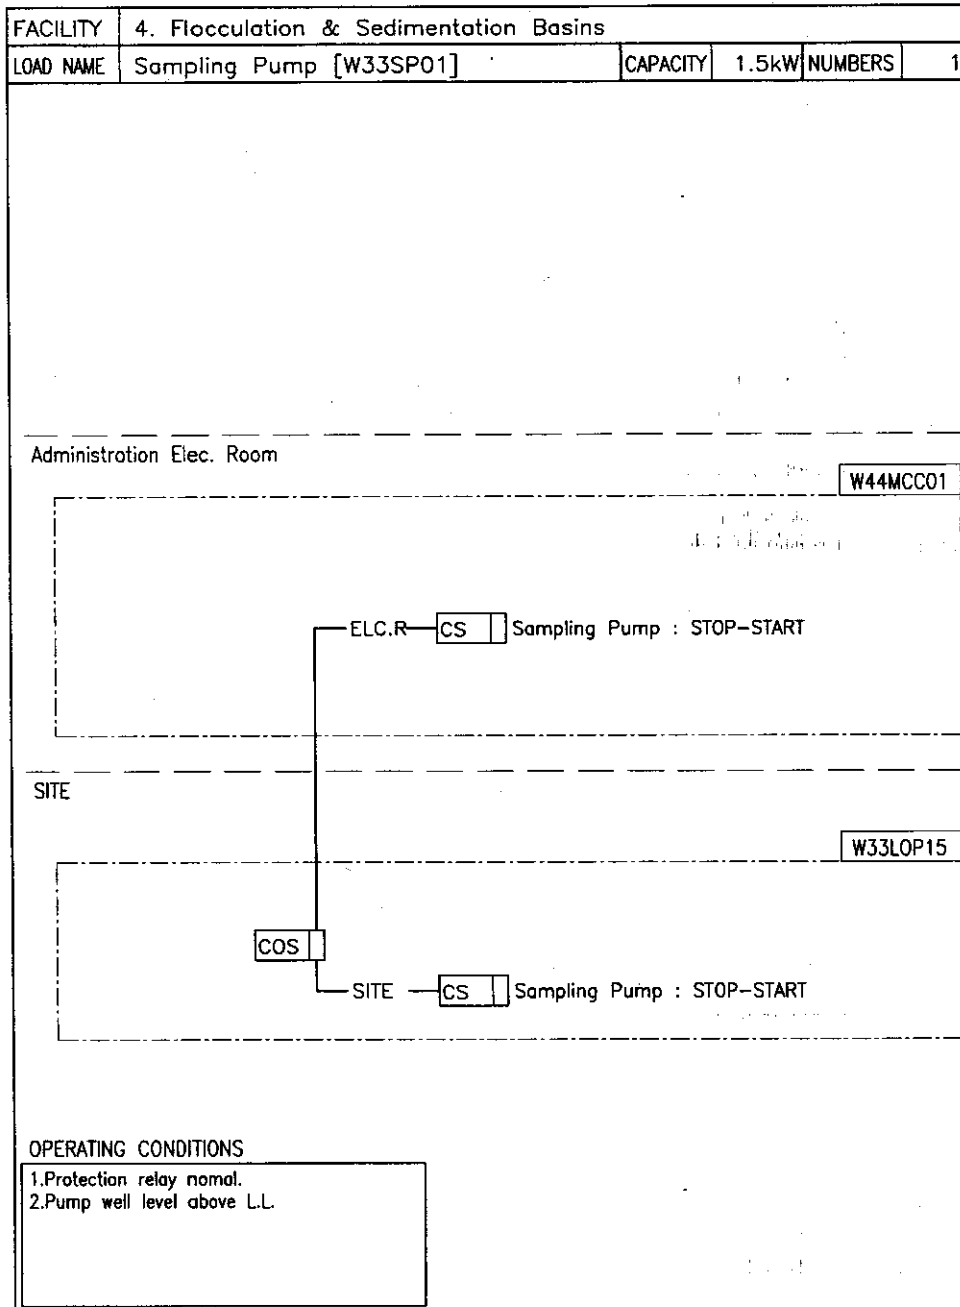 FACILITY 4. Flocculation & Sedimentation Basins
LOAD NAME Sampling Pump [W33SP01] CAPACITY 1.5kW NUMBERS 1
Administration Elec. Room
W44MCC01
ELC.R CS Sampling Pump : STOP-START
SITE
W33LOP15
COS
SITE CS Sampling Pump : STOP-START
OPERATING CONDITIONS
1.Protection relay nomal.
2.Pump well level above L.L.